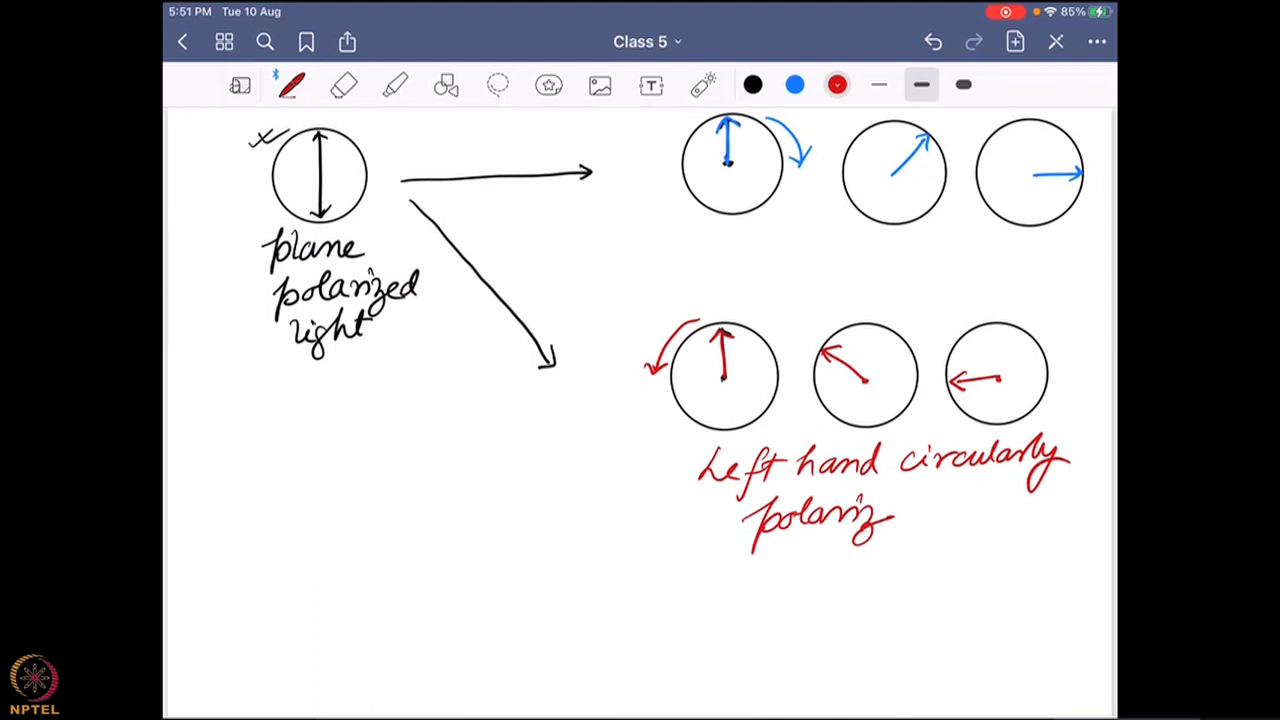 5:51 PM Tue 10 Aug
85%
Class 5
plane
polarized
light
Left hand circularly
polariz
NPTEL